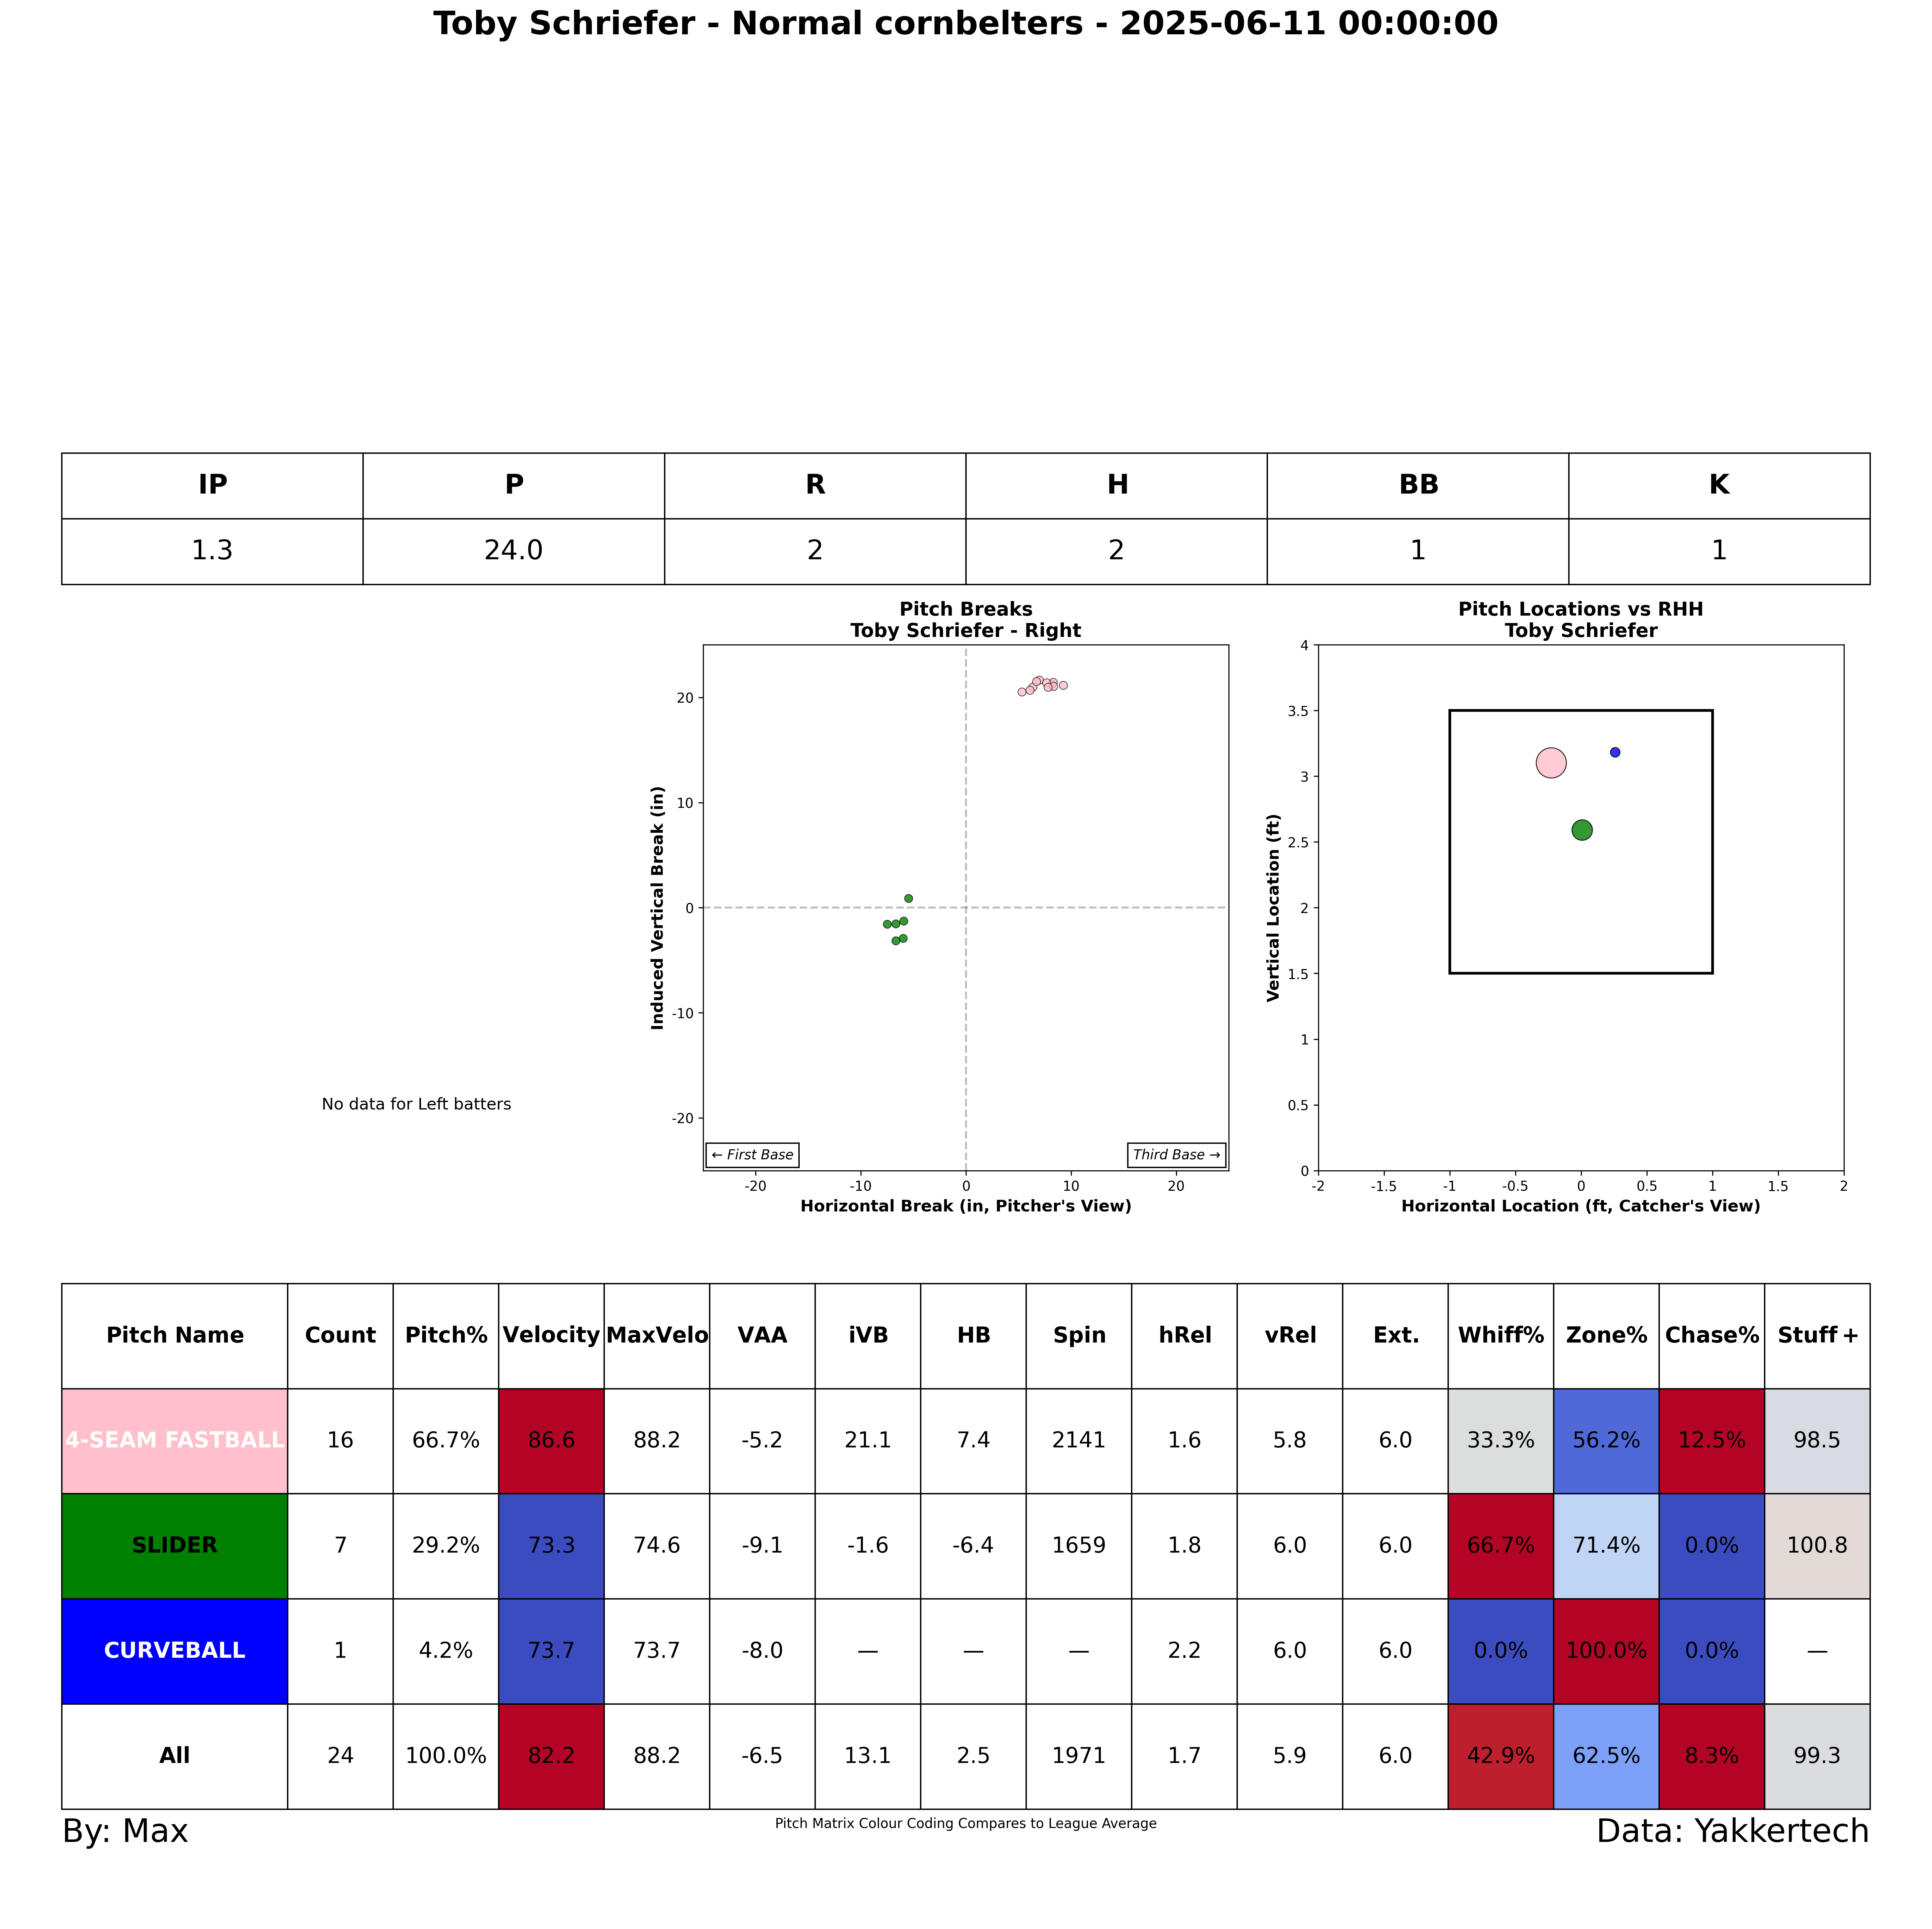 Toby Schriefer - Normal cornbelters - 2025-06-11 00:00:00
IP P R H BB K
1.3 24.0 2 2 1 1
No data for Left batters
Pitch Breaks
Toby Schriefer - Right
Induced Vertical Break (in)
20
10
0
-10
-20
← First Base
Third Base →
-20 -10 0 10 20
Horizontal Break (in, Pitcher's View)
Pitch Locations vs RHH
Toby Schriefer
Vertical Location (ft)
4
3.5
3
2.5
2
1.5
1
0.5
0
-2 -1.5 -1 -0.5 0 0.5 1 1.5 2
Horizontal Location (ft, Catcher's View)
Pitch Name Count Pitch% Velocity MaxVelo VAA iVB HB Spin hRel vRel Ext. Whiff% Zone% Chase% Stuff+
4-SEAM FASTBALL 16 66.7% 86.6 88.2 -5.2 21.1 7.4 2141 1.6 5.8 6.0 33.3% 56.2% 12.5% 98.5
SLIDER 7 29.2% 73.3 74.6 -9.1 -1.6 -6.4 1659 1.8 6.0 6.0 66.7% 71.4% 0.0% 100.8
CURVEBALL 1 4.2% 73.7 73.7 -8.0 — — — 2.2 6.0 6.0 0.0% 100.0% 0.0% —
All 24 100.0% 82.2 88.2 -6.5 13.1 2.5 1971 1.7 5.9 6.0 42.9% 62.5% 8.3% 99.3
By: Max
Pitch Matrix Colour Coding Compares to League Average
Data: Yakkertech